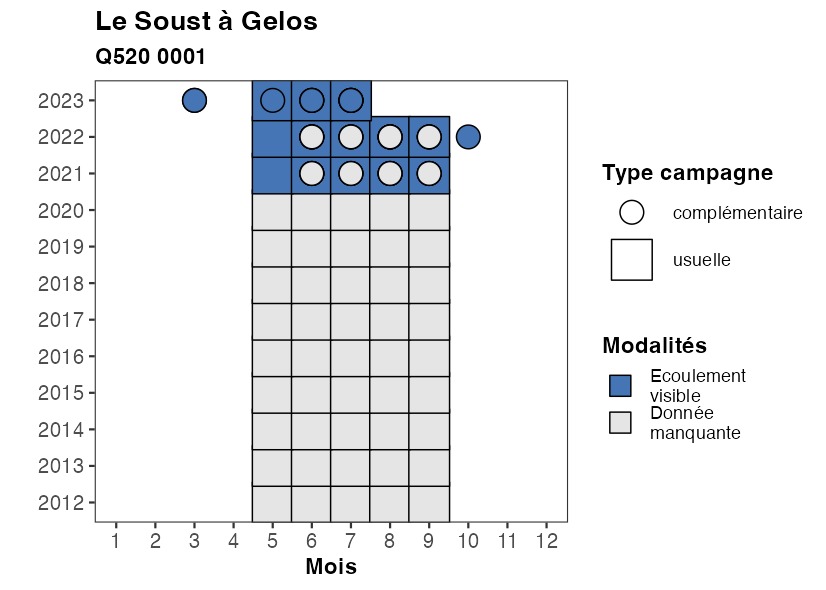 Le Soust à Gelos
Q520 0001
2023
2022
2021
2020
2019
2018
2017
2016
2015
2014
2013
2012
1 2 3 4 5 6 7 8 9 10 11 12
Mois
Type campagne
complémentaire
usuelle
Modalités
Ecoulement
visible
Donnée
manquante